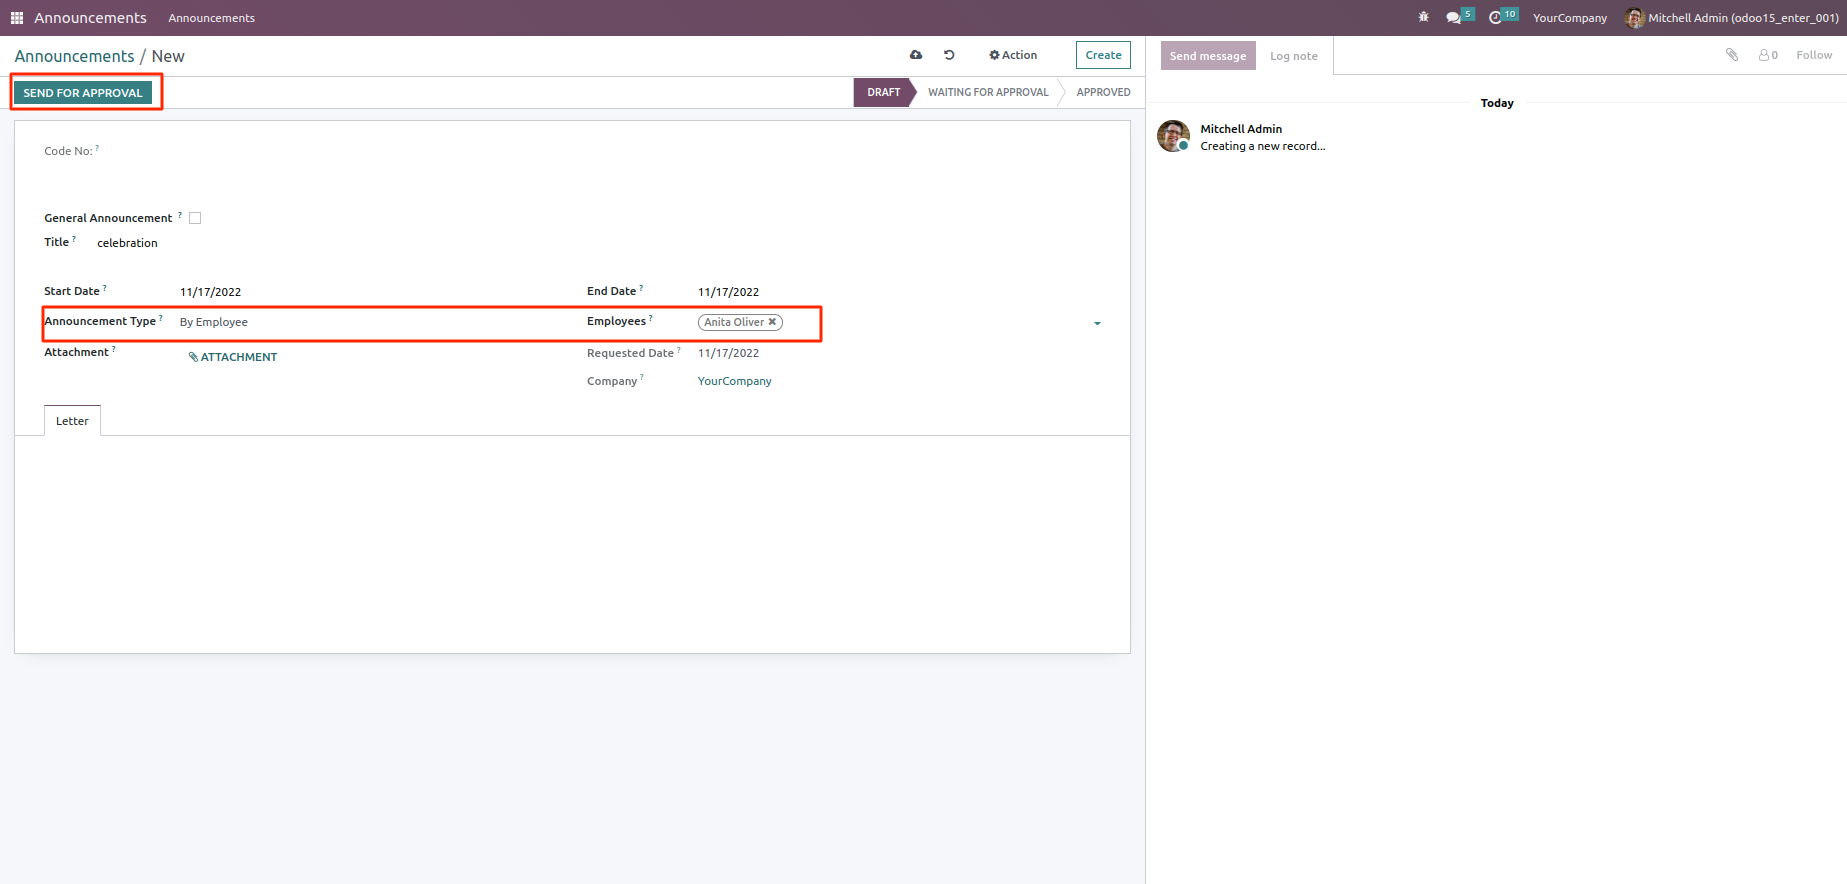 Announcements Announcements 5 10 YourCompany Mitchell Admin (odoo15_enter_001)
Announcements / New Action Create Send message Log note 0 Follow
SEND FOR APPROVAL DRAFT WAITING FOR APPROVAL APPROVED
Today
Mitchell Admin
Creating a new record...
Code No: ?
General Announcement ?
Title ? celebration
Start Date ? 11/17/2022 End Date ? 11/17/2022
Announcement Type ? By Employee Employees ? Anita Oliver ✖
Attachment ? ATTACHMENT Requested Date ? 11/17/2022
Company ? YourCompany
Letter